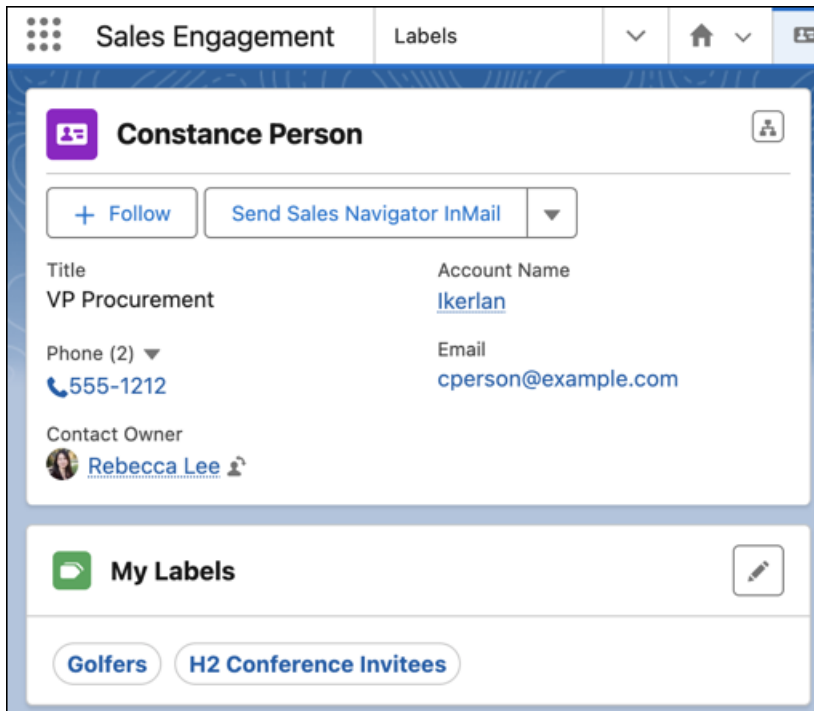 Sales Engagement
Labels
Constance Person
+ Follow
Send Sales Navigator InMail
Title
Account Name
VP Procurement
Ikerlan
Phone (2)
Email
555-1212
cperson@example.com
Contact Owner
Rebecca Lee
My Labels
Golfers
H2 Conference Invitees